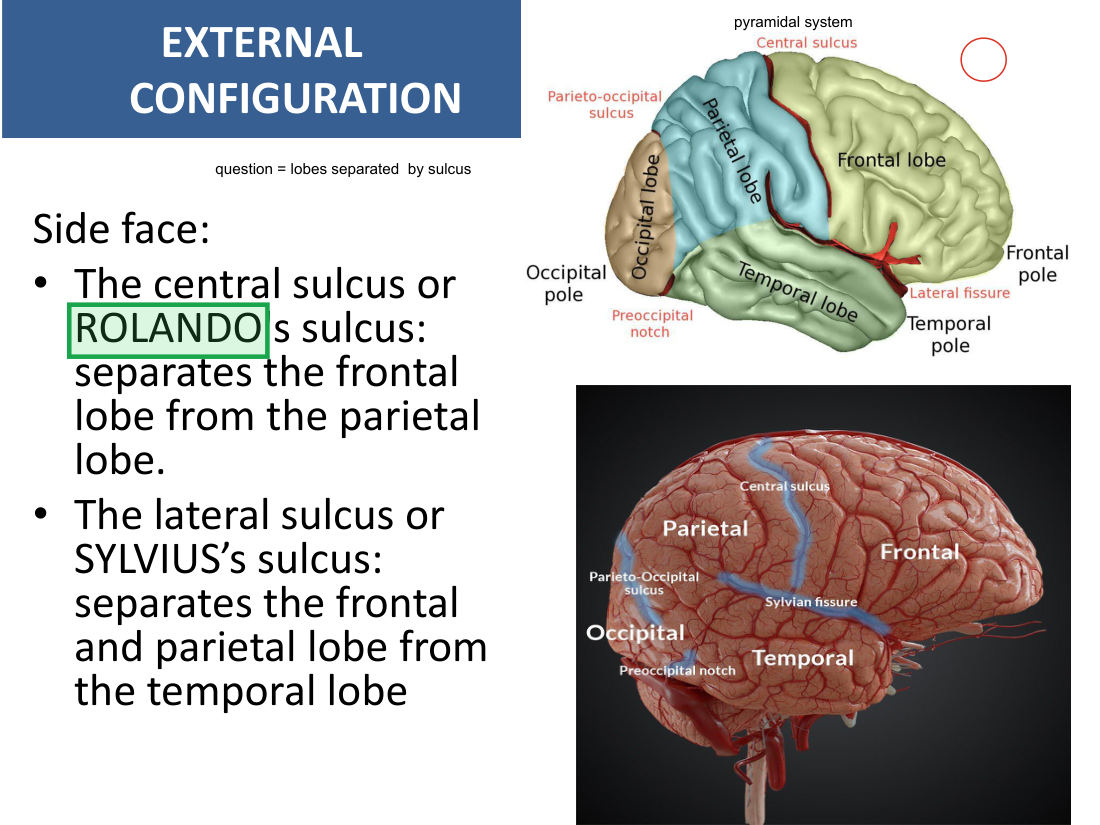 EXTERNAL
CONFIGURATION
question = lobes separated  by sulcus
Side face:
• The central sulcus or
ROLANDO's sulcus:
separates the frontal
lobe from the parietal
lobe.
• The lateral sulcus or
SYLVIUS’s sulcus:
separates the frontal
and parietal lobe from
the temporal lobe
pyramidal system
Central sulcus
Parieto-occipital
sulcus
Parietal lobe
Frontal lobe
Occipital lobe
Occipital
pole
Temporal lobe
Frontal
pole
Lateral fissure
Preoccipital
notch
Temporal
pole
Central sulcus
Parietal
Frontal
Parieto-Occipital
sulcus
Sylvian fissure
Occipital
Temporal
Preoccipital notch